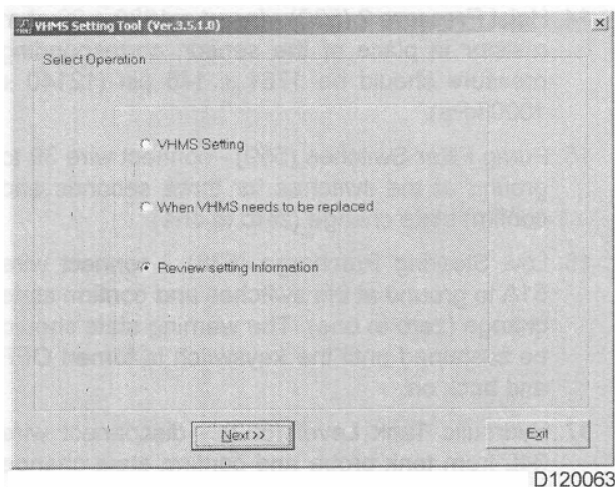 VHMS Setting Tool (Ver.3.5.1.0)
Select Operation
VHMS Setting
When VHMS needs to be replaced
Review setting Information
Next>>
Exit
D120063